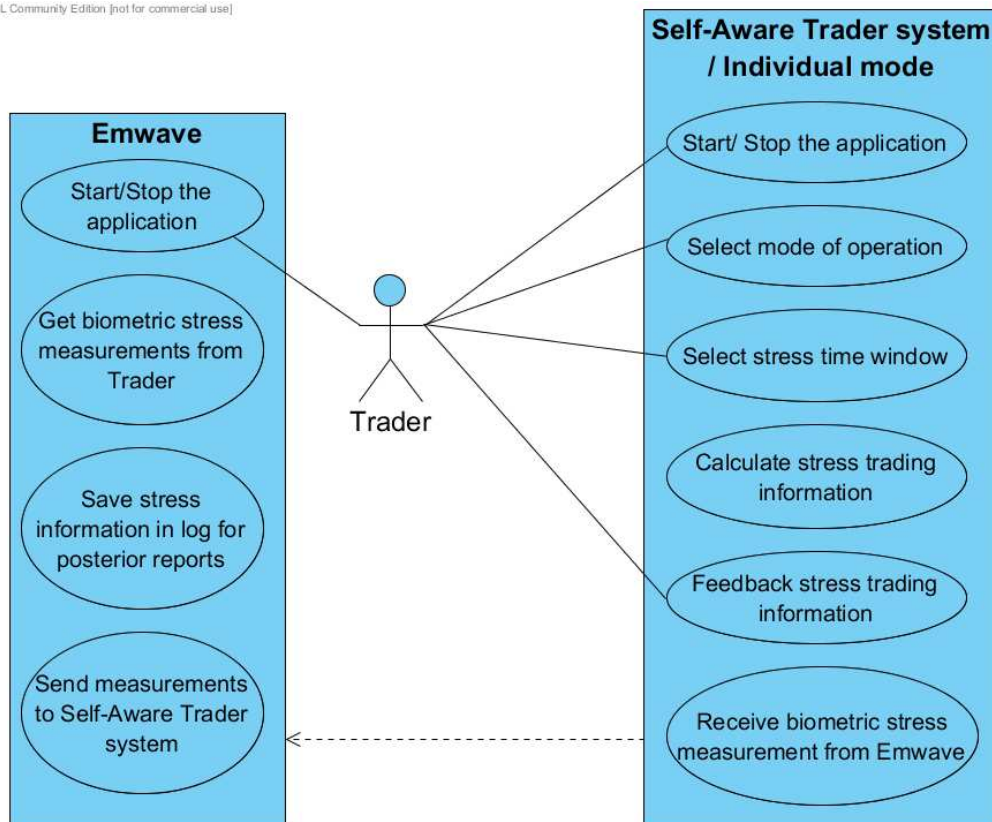 L Community Edition [not for commercial use]
Self-Aware Trader system
/ Individual mode
Emwave
Start/Stop the
application
Get biometric stress
measurements from
Trader
Save stress
information in log for
posterior reports
Send measurements
to Self-Aware Trader
system
Trader
Start/ Stop the application
Select mode of operation
Select stress time window
Calculate stress trading
information
Feedback stress trading
information
Receive biometric stress
measurement from Emwave